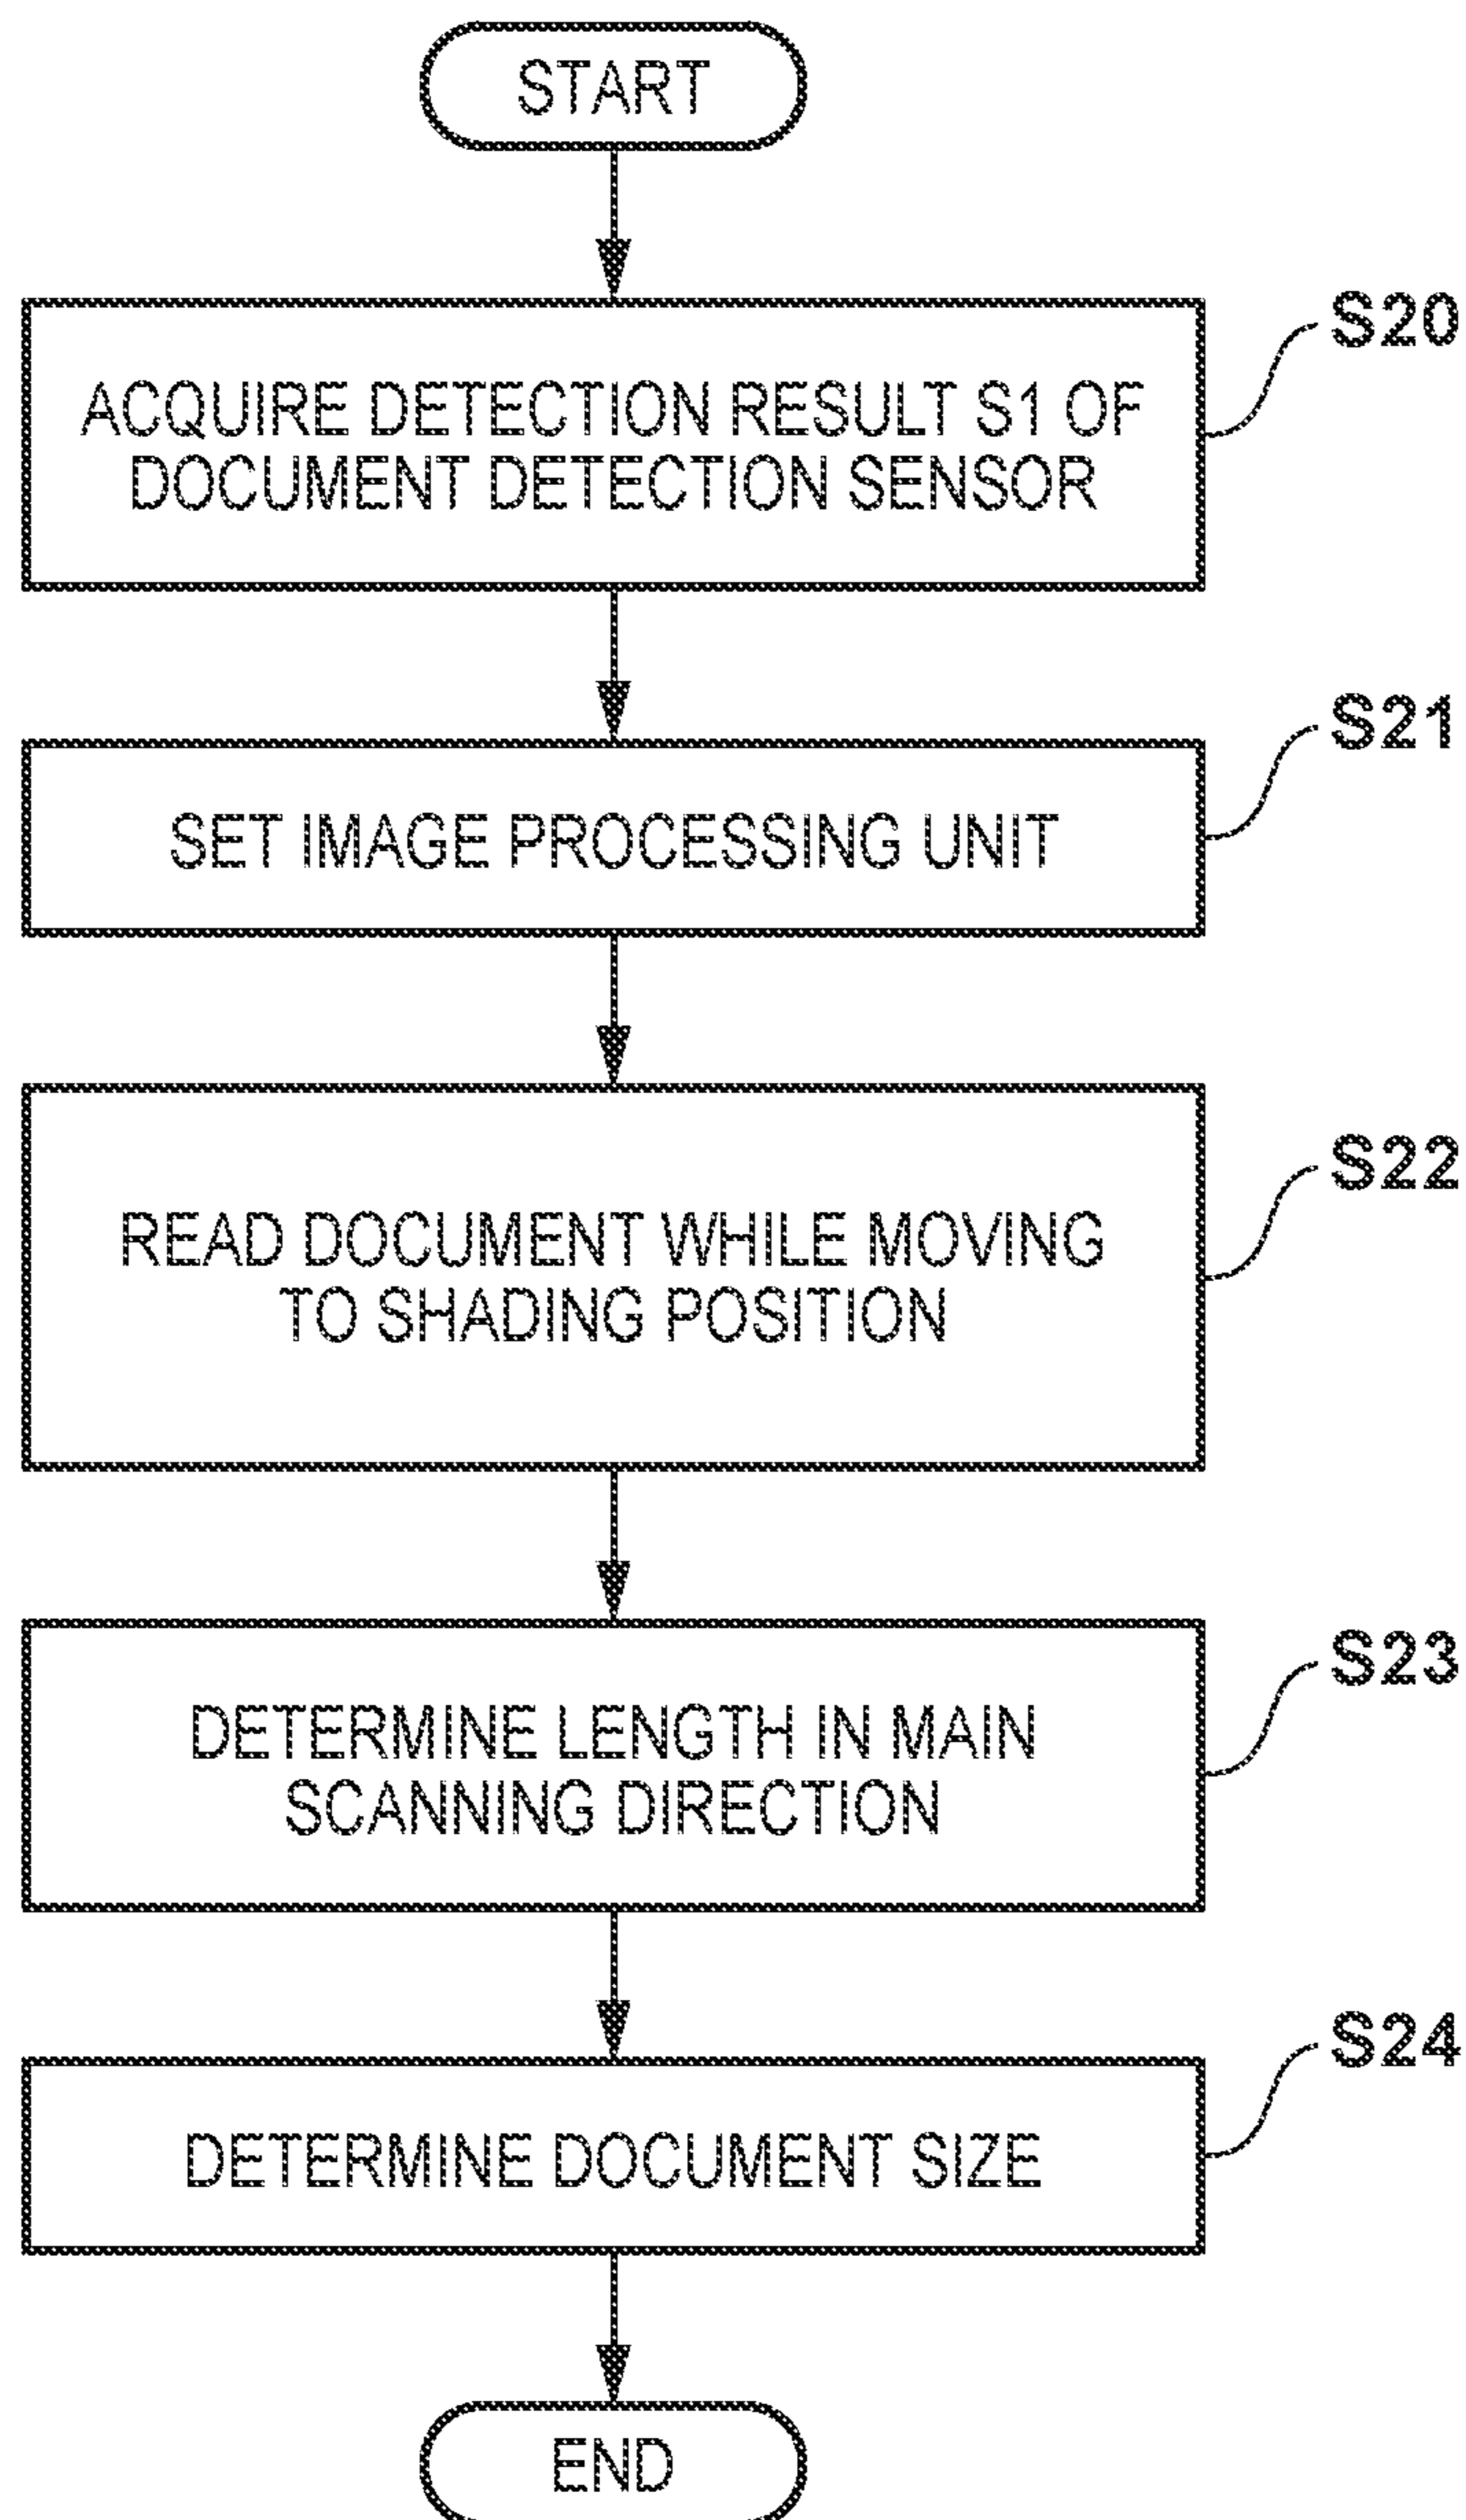 START
S20
ACQUIRE DETECTION RESULT S1 OF
DOCUMENT DETECTION SENSOR
S21
SET IMAGE PROCESSING UNIT
S22
READ DOCUMENT WHILE MOVING
TO SHADING POSITION
S23
DETERMINE LENGTH IN MAIN
SCANNING DIRECTION
S24
DETERMINE DOCUMENT SIZE
END